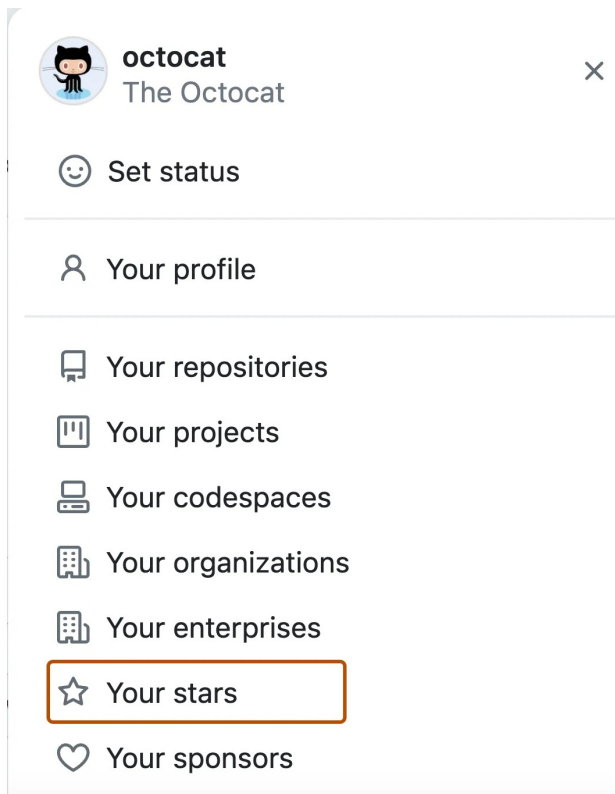 octocat
The Octocat
Set status
Your profile
Your repositories
Your projects
Your codespaces
Your organizations
Your enterprises
Your stars
Your sponsors